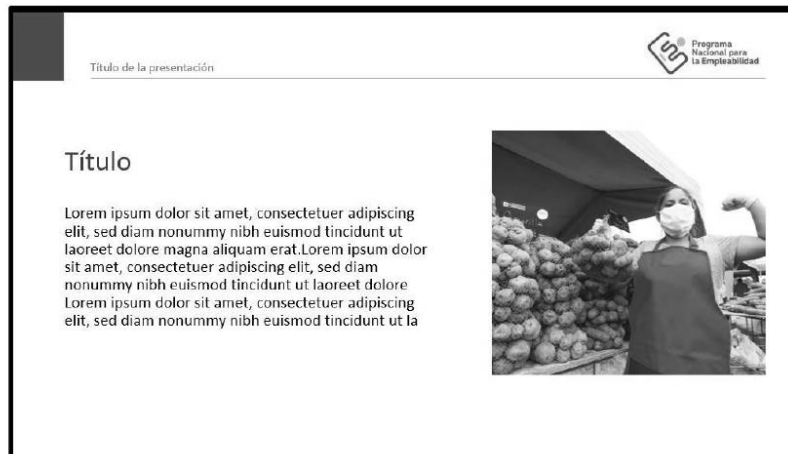 Título de la presentación
Programa
Nacional para
la Empleabilidad
Título
Lorem ipsum dolor sit amet, consectetuer adipiscing
elit, sed diam nonummy nibh euismod tincidunt ut
laoreet dolore magna aliquam erat.Lorem ipsum dolor
sit amet, consectetuer adipiscing elit, sed diam
nonummy nibh euismod tincidunt ut laoreet dolore
Lorem ipsum dolor sit amet, consectetuer adipiscing
elit, sed diam nonummy nibh euismod tincidunt ut la